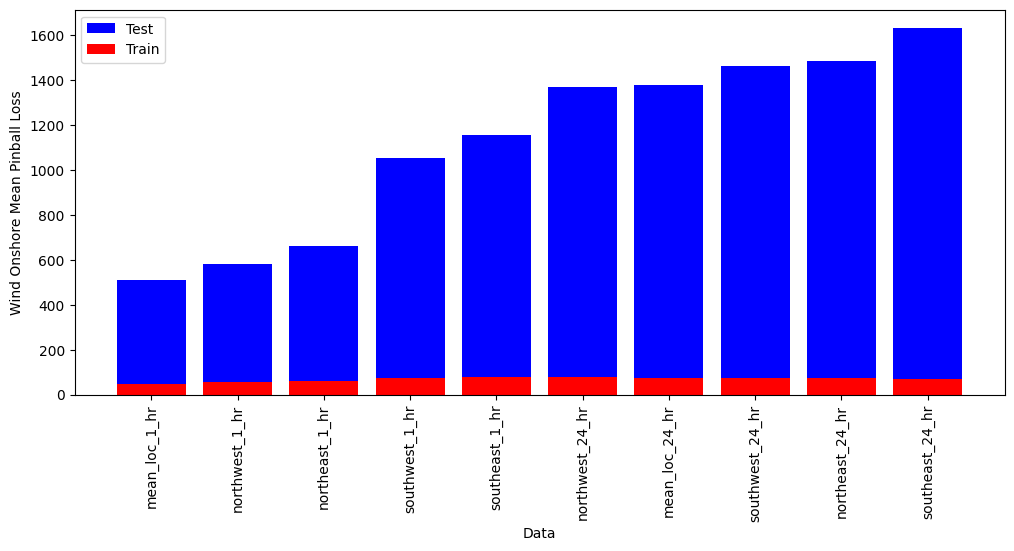 Test
Train
Wind Onshore Mean Pinball Loss
1600
1400
1200
1000
800
600
400
200
0
mean_loc_1_hr
northwest_1_hr
northeast_1_hr
southwest_1_hr
southeast_1_hr
northwest_24_hr
mean_loc_24_hr
southwest_24_hr
northeast_24_hr
southeast_24_hr
Data